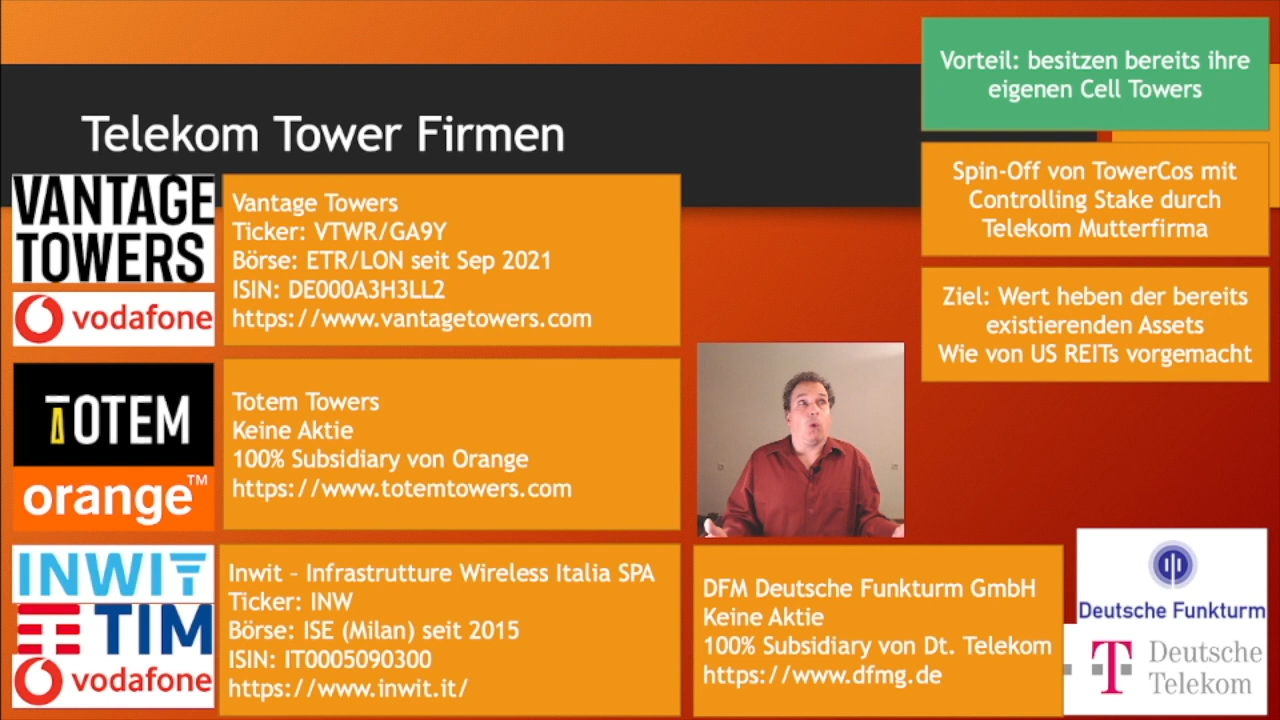 Telekom Tower Firmen
VANTAGE
TOWERS
vodafone
Vantage Towers
Ticker: VTWR/GA9Y
Börse: ETR/LON seit Sep 2021
ISIN: DE000A3H3LL2
https://www.vantagetowers.com
TOTEM
orange™
Totem Towers
Keine Aktie
100% Subsidiary von Orange
https://www.totemtowers.com
INWIT
TIM
vodafone
Inwit – Infrastrutture Wireless Italia SPA
Ticker: INW
Börse: ISE (Milan) seit 2015
ISIN: IT0005090300
https://www.inwit.it/
Vorteil: besitzen bereits ihre
eigenen Cell Towers
Spin-Off von TowerCos mit
Controlling Stake durch
Telekom Mutterfirma
Ziel: Wert heben der bereits
existierenden Assets
Wie von US REITs vorgemacht
DFM Deutsche Funkturm GmbH
Keine Aktie
100% Subsidiary von Dt. Telekom
https://www.dfmg.de
Deutsche Funkturm
T Deutsche
Telekom